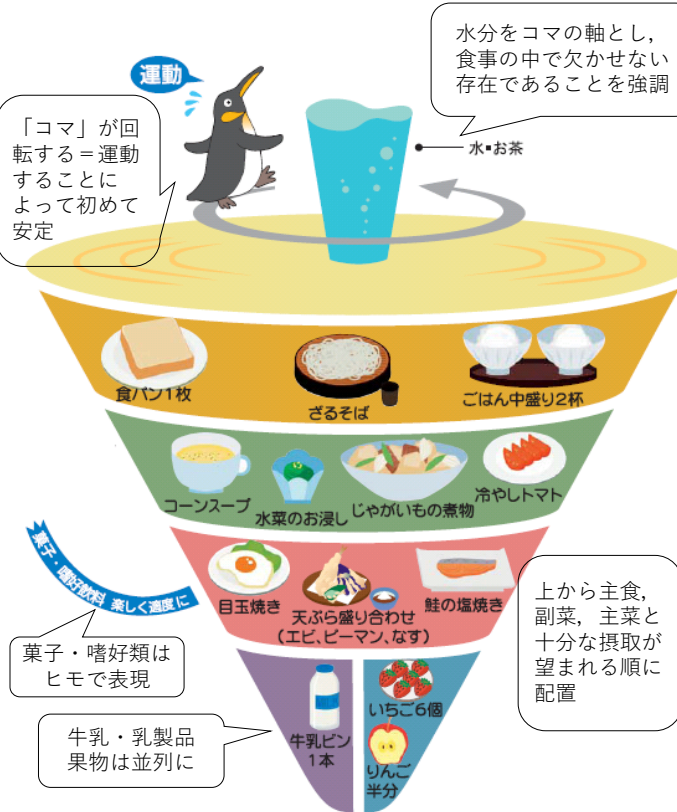 水分をコマの軸とし,
食事の中で欠かせない
存在であることを強調
運動
「コマ」が回
転する=運動
することに
よって初めて
安定
水・お茶
食パン1枚
ざるそば
ごはん中盛り2杯
コーンスープ
水菜のお浸し
じゃがいもの煮物
冷やしトマト
菓子・嗜好飲料 楽しく適度に
目玉焼き
天ぷら盛り合わせ
(エビ、ピーマン、なす)
鮭の塩焼き
上から主食,
副菜, 主菜と
十分な摂取が
望まれる順に
配置
菓子・嗜好類は
ヒモで表現
牛乳・乳製品
果物は並列に
牛乳ビン
1本
いちご6個
りんご
半分